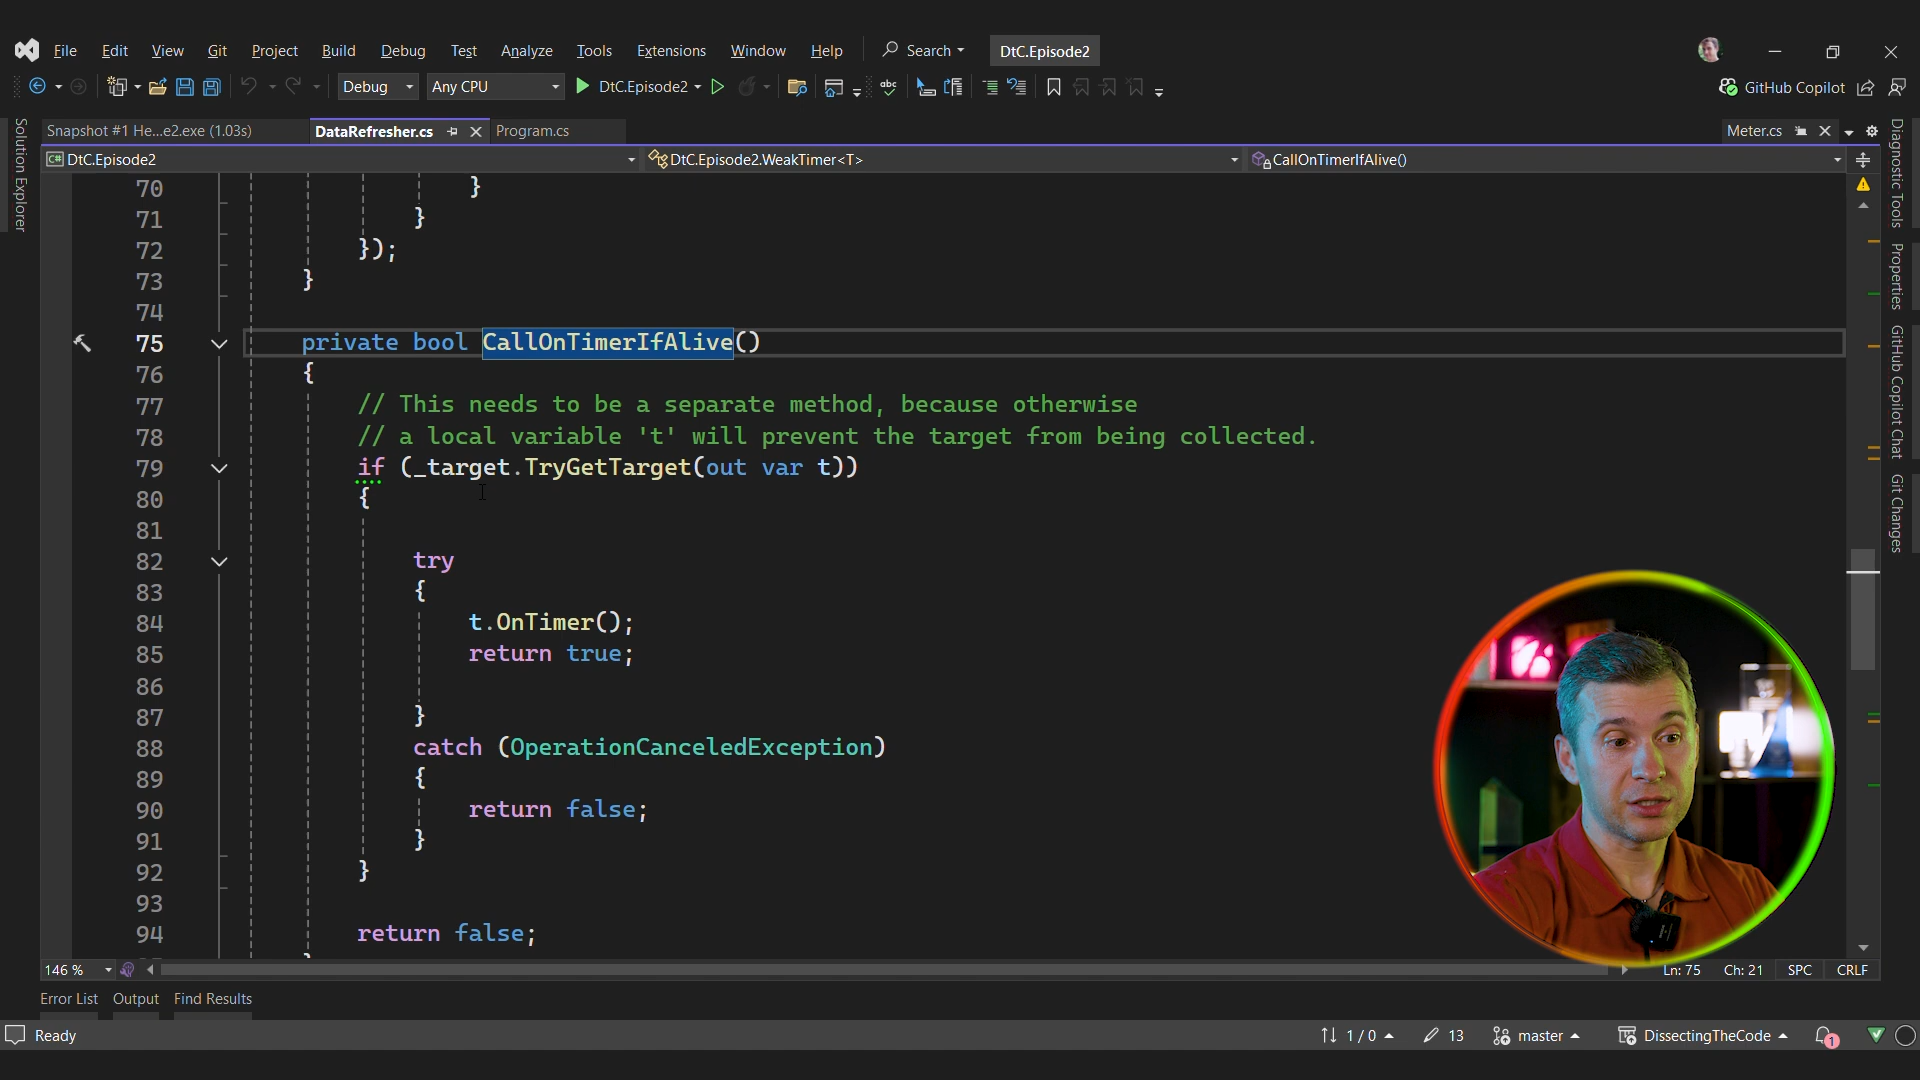 File Edit View Git Project Build Debug Test Analyze Tools Extensions Window Help Search DtC.Episode2
Debug Any CPU DtC.Episode2 GitHub Copilot
Snapshot #1 He...e2.exe (1.03s) DataRefresher.cs Program.cs Meter.cs
C# DtC.Episode2 DtC.Episode2.WeakTimer<T> CallOnTimerIfAlive()
Solution Explorer
Diagnostic Tools
Properties
GitHub Copilot Chat
Git Changes
70 }
71 }
72 });
73 }
74
75 private bool CallOnTimerIfAlive()
76 {
77 // This needs to be a separate method, because otherwise
78 // a local variable 't' will prevent the target from being collected.
79 if (_target.TryGetTarget(out var t))
80 {
81
82 try
83 {
84 t.OnTimer();
85 return true;
86
87 }
88 catch (OperationCanceledException)
89 {
90 return false;
91 }
92 }
93
94 return false;
146 % Ln: 75 Ch: 21 SPC CRLF
Error List Output Find Results
Ready 1 / 0 13 master DissectingTheCode 1